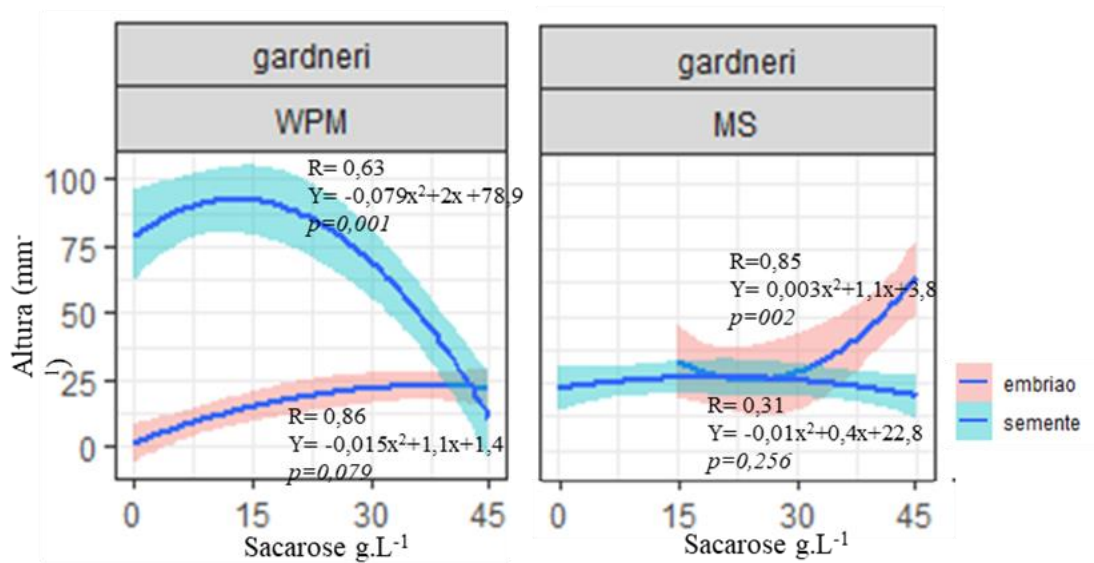 gardneri
WPM
R= 0,63
Y= -0,079x²+2x +78,9
p=0,001
R= 0,86
Y= -0,015x²+1,1x+1,4
p=0,079
100
75
50
25
0
Altura (mm-
1)
0 15 30 45
Sacarose g.L-1
gardneri
MS
R=0,85
Y= 0,003x²+1,1x+3,8
p=002
R= 0,31
Y= -0,01x²+0,4x+22,8
p=0,256
0 15 30 45
Sacarose g.L-1
embriao
semente